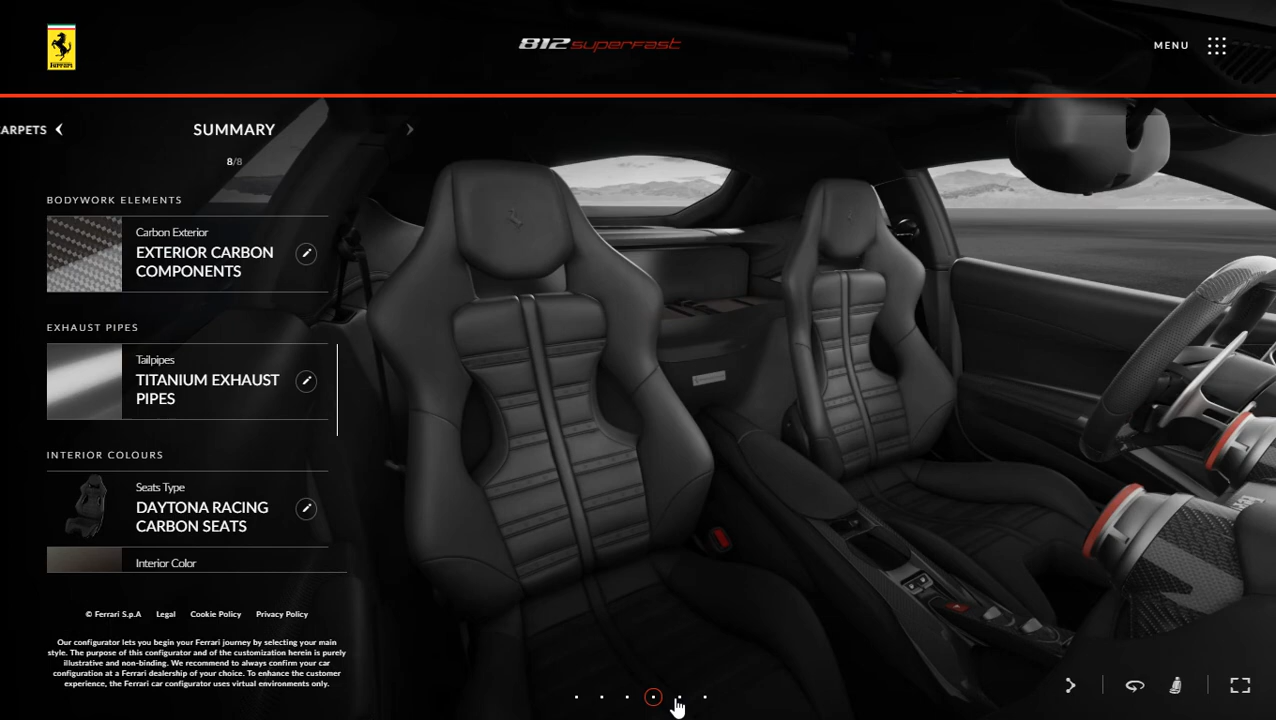 Ferrari
812 superfast
MENU
ARPETS
SUMMARY
8/8
BODYWORK ELEMENTS
Carbon Exterior
EXTERIOR CARBON
COMPONENTS
EXHAUST PIPES
Tailpipes
TITANIUM EXHAUST
PIPES
INTERIOR COLOURS
Seats Type
DAYTONA RACING
CARBON SEATS
Interior Color
© Ferrari S.p.A Legal Cookie Policy Privacy Policy
Our configurator lets you begin your Ferrari journey by selecting your main
style. The purpose of this configurator and of the customization herein is purely
illustrative and non-binding. We recommend to always confirm your car
configuration at a Ferrari dealership of your choice. To enhance the customer
experience, the Ferrari car configurator uses virtual environments only.